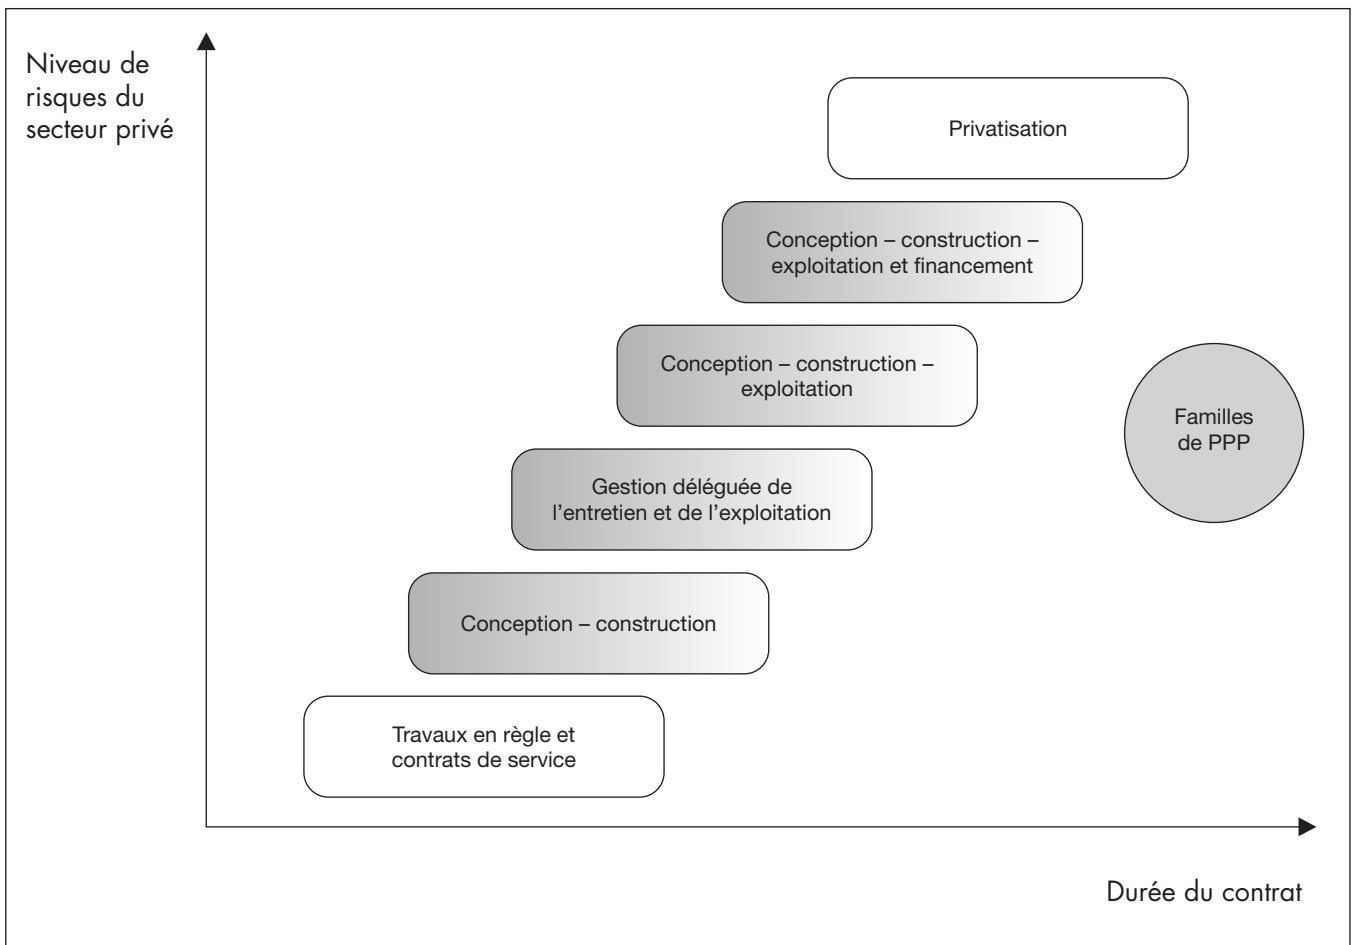 Niveau de
risques du
secteur privé
Privatisation
Conception – construction –
exploitation et financement
Conception – construction –
exploitation
Familles
de PPP
Gestion déléguée de
l’entretien et de l’exploitation
Conception – construction
Travaux en règle et
contrats de service
Durée du contrat